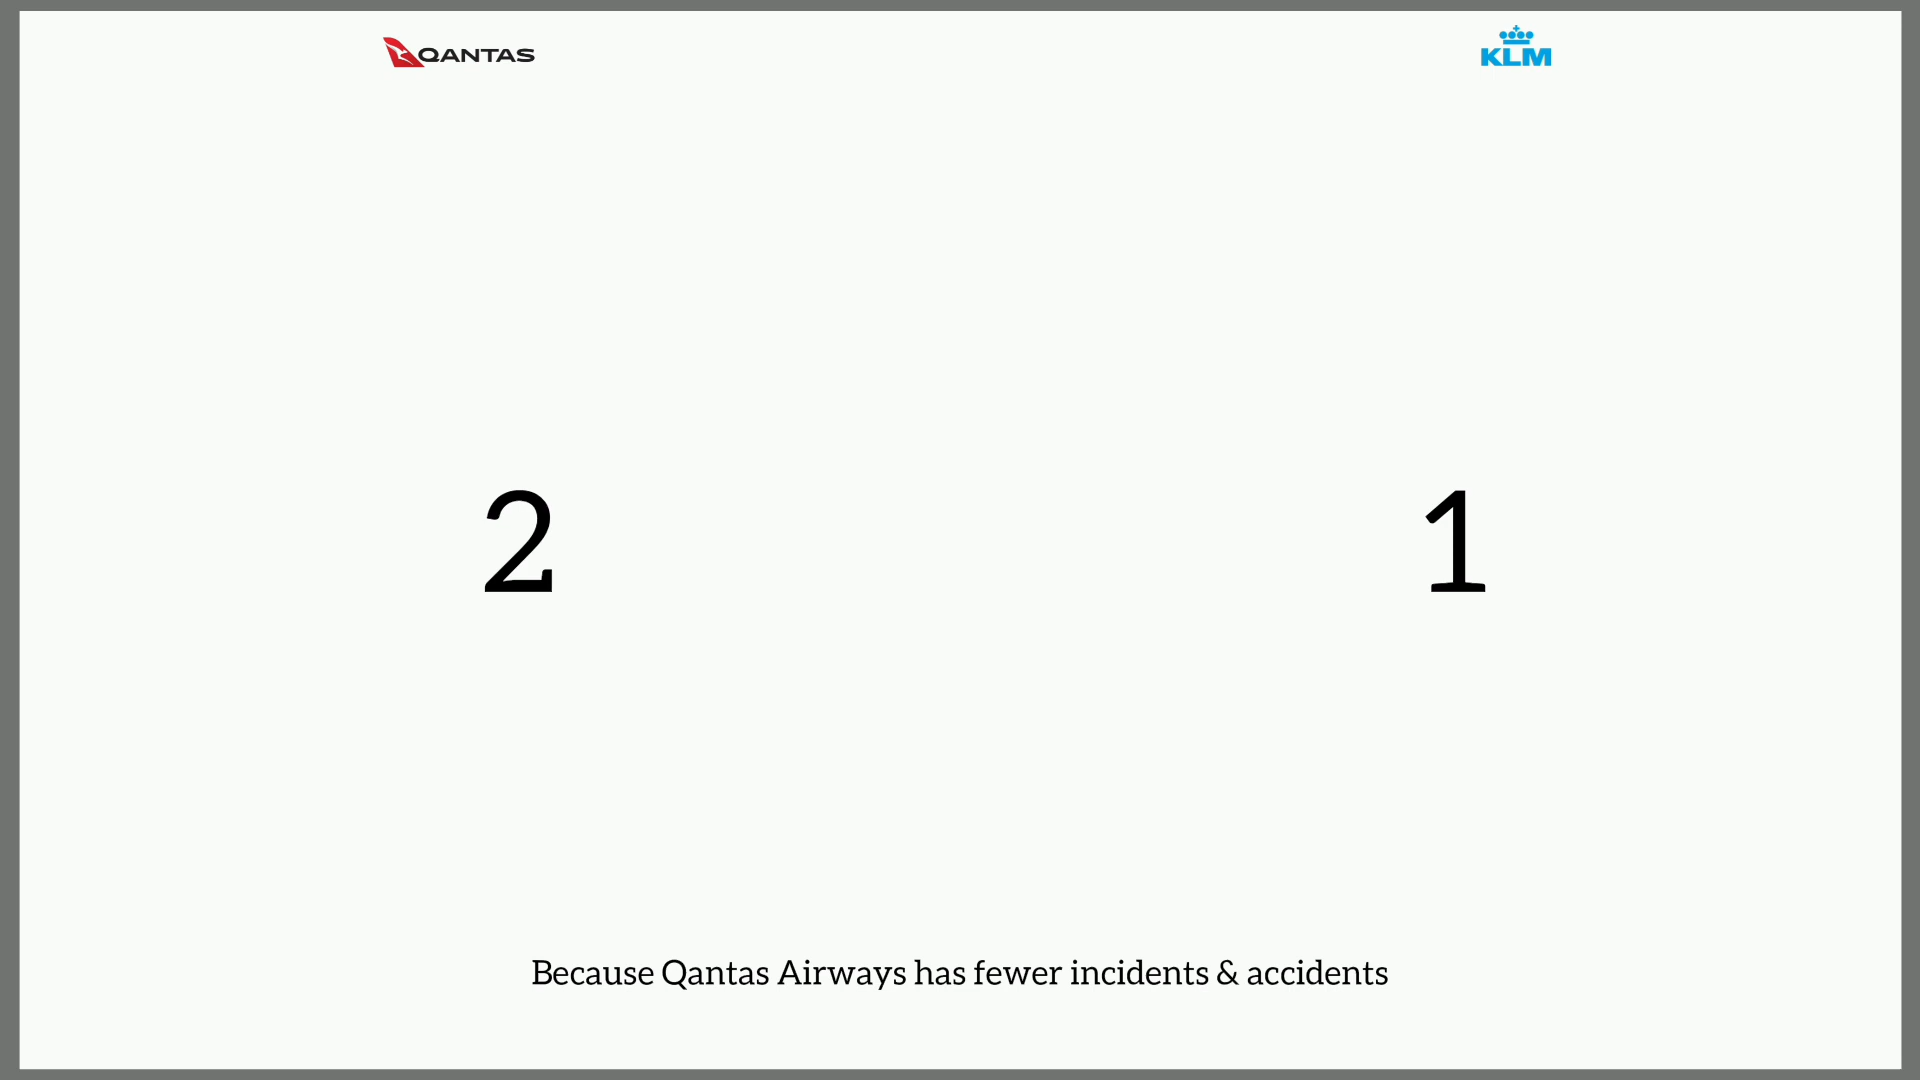 QANTAS
KLM
2
1
Because Qantas Airways has fewer incidents & accidents